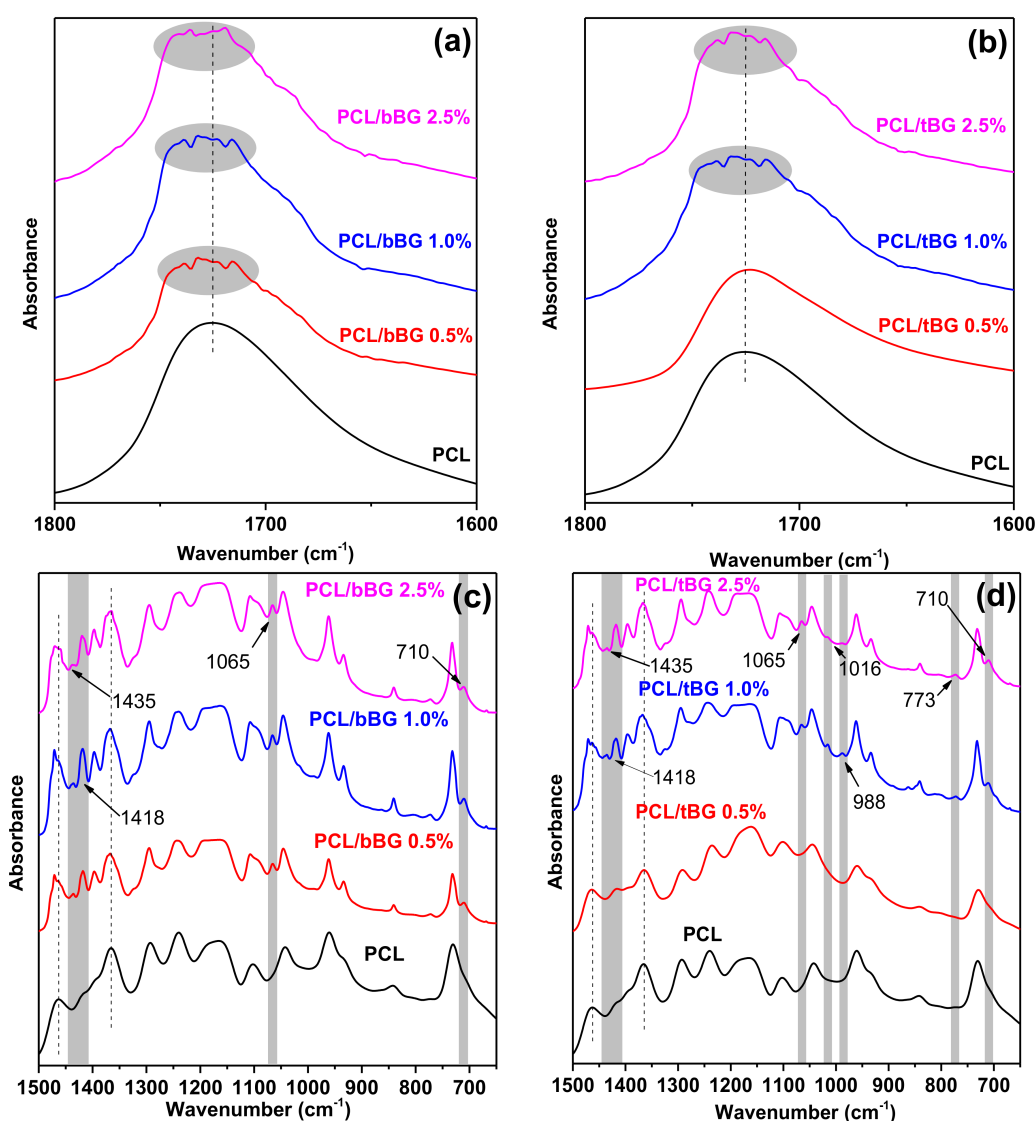 (a)
PCL/bBG 2.5%
PCL/bBG 1.0%
PCL/bBG 0.5%
PCL
Absorbance
1800
1700
1600
Wavenumber (cm⁻¹)
(b)
PCL/tBG 2.5%
PCL/tBG 1.0%
PCL/tBG 0.5%
PCL
Absorbance
1800
1700
1600
Wavenumber (cm⁻¹)
(c)
PCL/bBG 2.5%
1065
710
1435
PCL/bBG 1.0%
1418
PCL/bBG 0.5%
PCL
Absorbance
1500 1400 1300 1200 1100 1000 900 800 700
Wavenumber (cm⁻¹)
(d)
PCL/tBG 2.5%
710
1435
1065
1016
773
PCL/tBG 1.0%
1418
988
PCL/tBG 0.5%
PCL
Absorbance
1500 1400 1300 1200 1100 1000 900 800 700
Wavenumber (cm⁻¹)